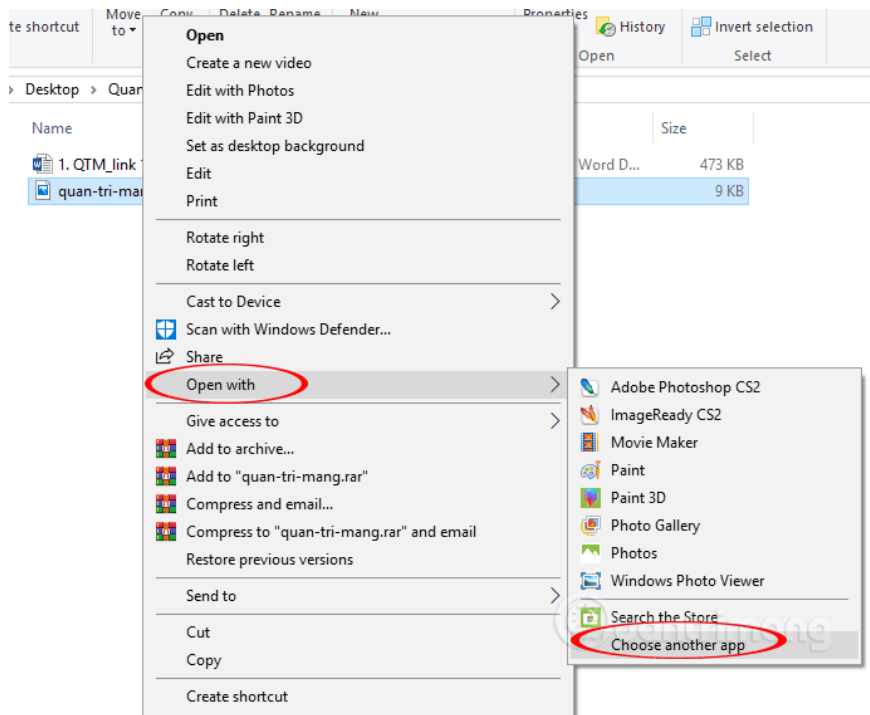 Move
to
Copy
Delete
Rename
New
Properties
te shortcut
History
Invert selection
Open
Select
Desktop
Quan
Name
Size
1. QTM_link
Word D...
473 KB
quan-tri-mar
9 KB
Open
Create a new video
Edit with Photos
Edit with Paint 3D
Set as desktop background
Edit
Print
Rotate right
Rotate left
Cast to Device
Scan with Windows Defender...
Share
Open with
Give access to
Add to archive...
Add to "quan-tri-mang.rar"
Compress and email...
Compress to "quan-tri-mang.rar" and email
Restore previous versions
Send to
Cut
Copy
Create shortcut
Adobe Photoshop CS2
ImageReady CS2
Movie Maker
Paint
Paint 3D
Photo Gallery
Photos
Windows Photo Viewer
Search the Store
Choose another app